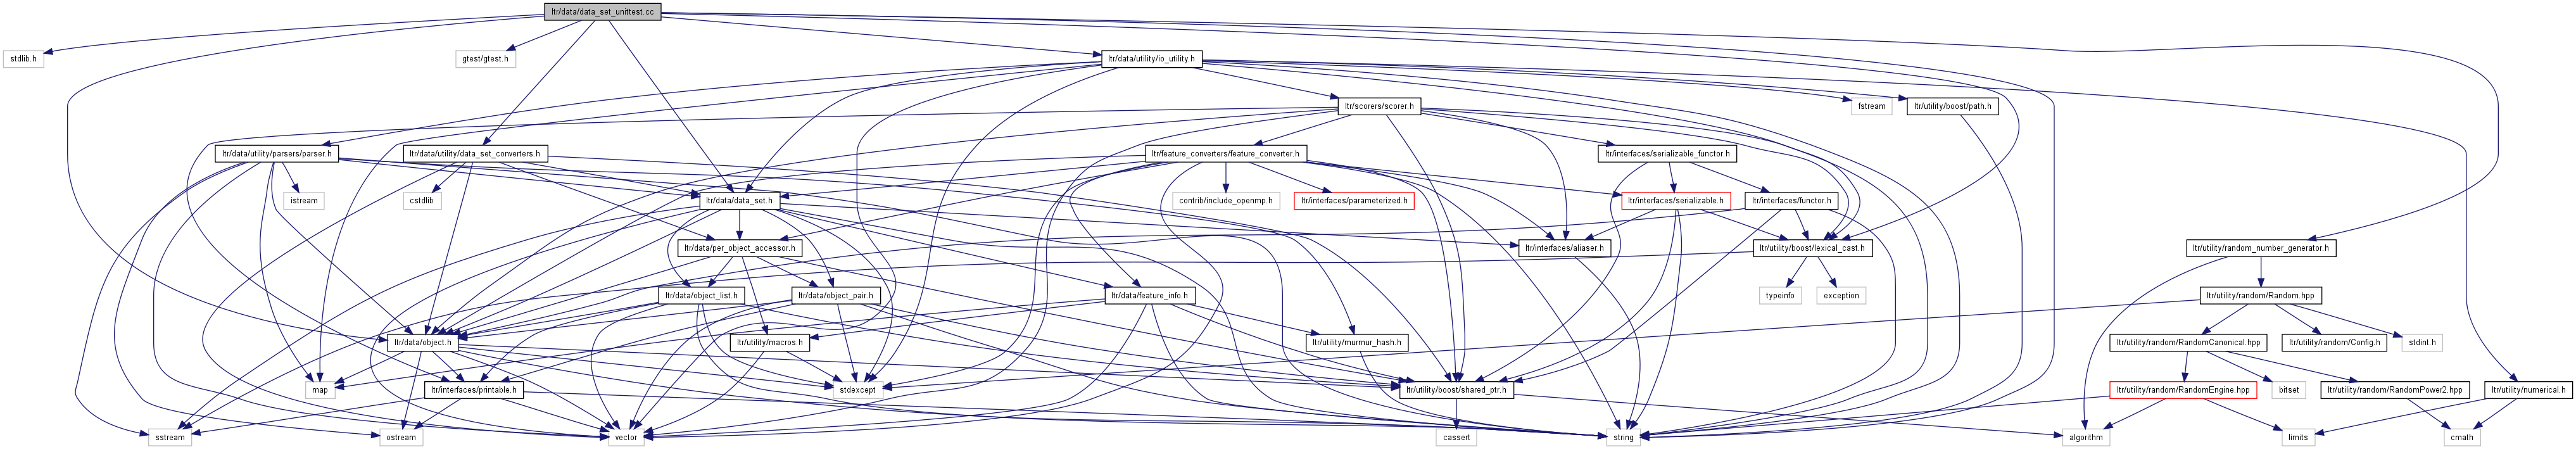 ltr/data/data_set_unittest.cc
stdlib.h
gtest/gtest.h
ltr/data/utility/io_utility.h
ltr/scorers/scorer.h
fstream
ltr/utility/boost/path.h
ltr/data/utility/parsers/parser.h
ltr/data/utility/data_set_converters.h
ltr/feature_converters/feature_converter.h
ltr/interfaces/serializable_functor.h
istream
cstdlib
ltr/data/data_set.h
contrib/include_openmp.h
ltr/interfaces/parameterized.h
ltr/interfaces/serializable.h
ltr/interfaces/functor.h
ltr/data/per_object_accessor.h
ltr/interfaces/aliaser.h
ltr/utility/boost/lexical_cast.h
ltr/utility/random_number_generator.h
ltr/data/object_list.h
ltr/data/object_pair.h
ltr/data/feature_info.h
typeinfo
exception
ltr/utility/random/Random.hpp
ltr/data/object.h
ltr/utility/macros.h
ltr/utility/murmur_hash.h
ltr/utility/random/RandomCanonical.hpp
ltr/utility/random/Config.h
stdint.h
map
ltr/interfaces/printable.h
stdexcept
ltr/utility/boost/shared_ptr.h
ltr/utility/random/RandomEngine.hpp
bitset
ltr/utility/random/RandomPower2.hpp
ltr/utility/numerical.h
sstream
ostream
vector
cassert
string
algorithm
limits
cmath